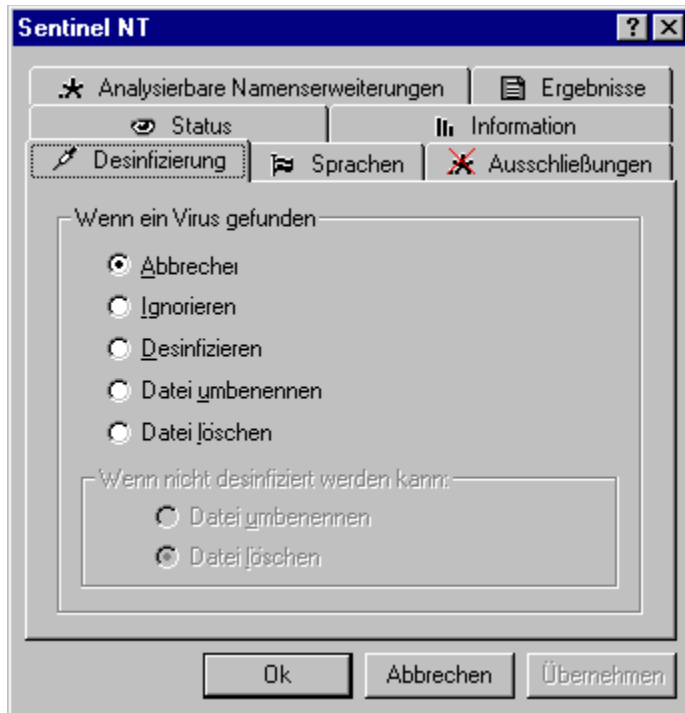 Sentinel NT
Analysierbare Namenserweiterungen
Ergebnisse
Status
Information
Desinfizierung
Sprachen
Ausschließungen
Wenn ein Virus gefunden
Abbrecher
Ignorieren
Desinfizieren
Datei umbenennen
Datei löschen
Wenn nicht desinfiziert werden kann:
Datei umbenennen
Datei löschen
Ok
Abbrechen
Übernehmen